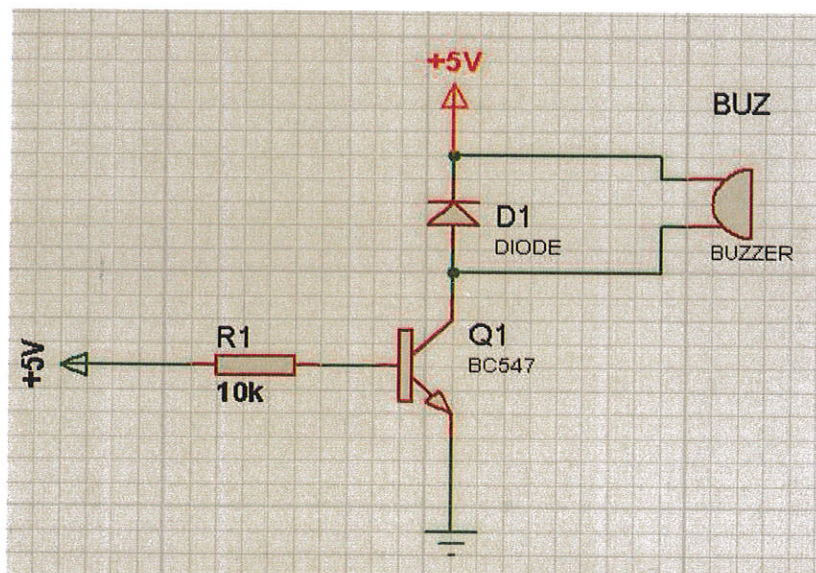 +5V
BUZ
D1
DIODE
BUZZER
R1
10k
Q1
BC547
+5V